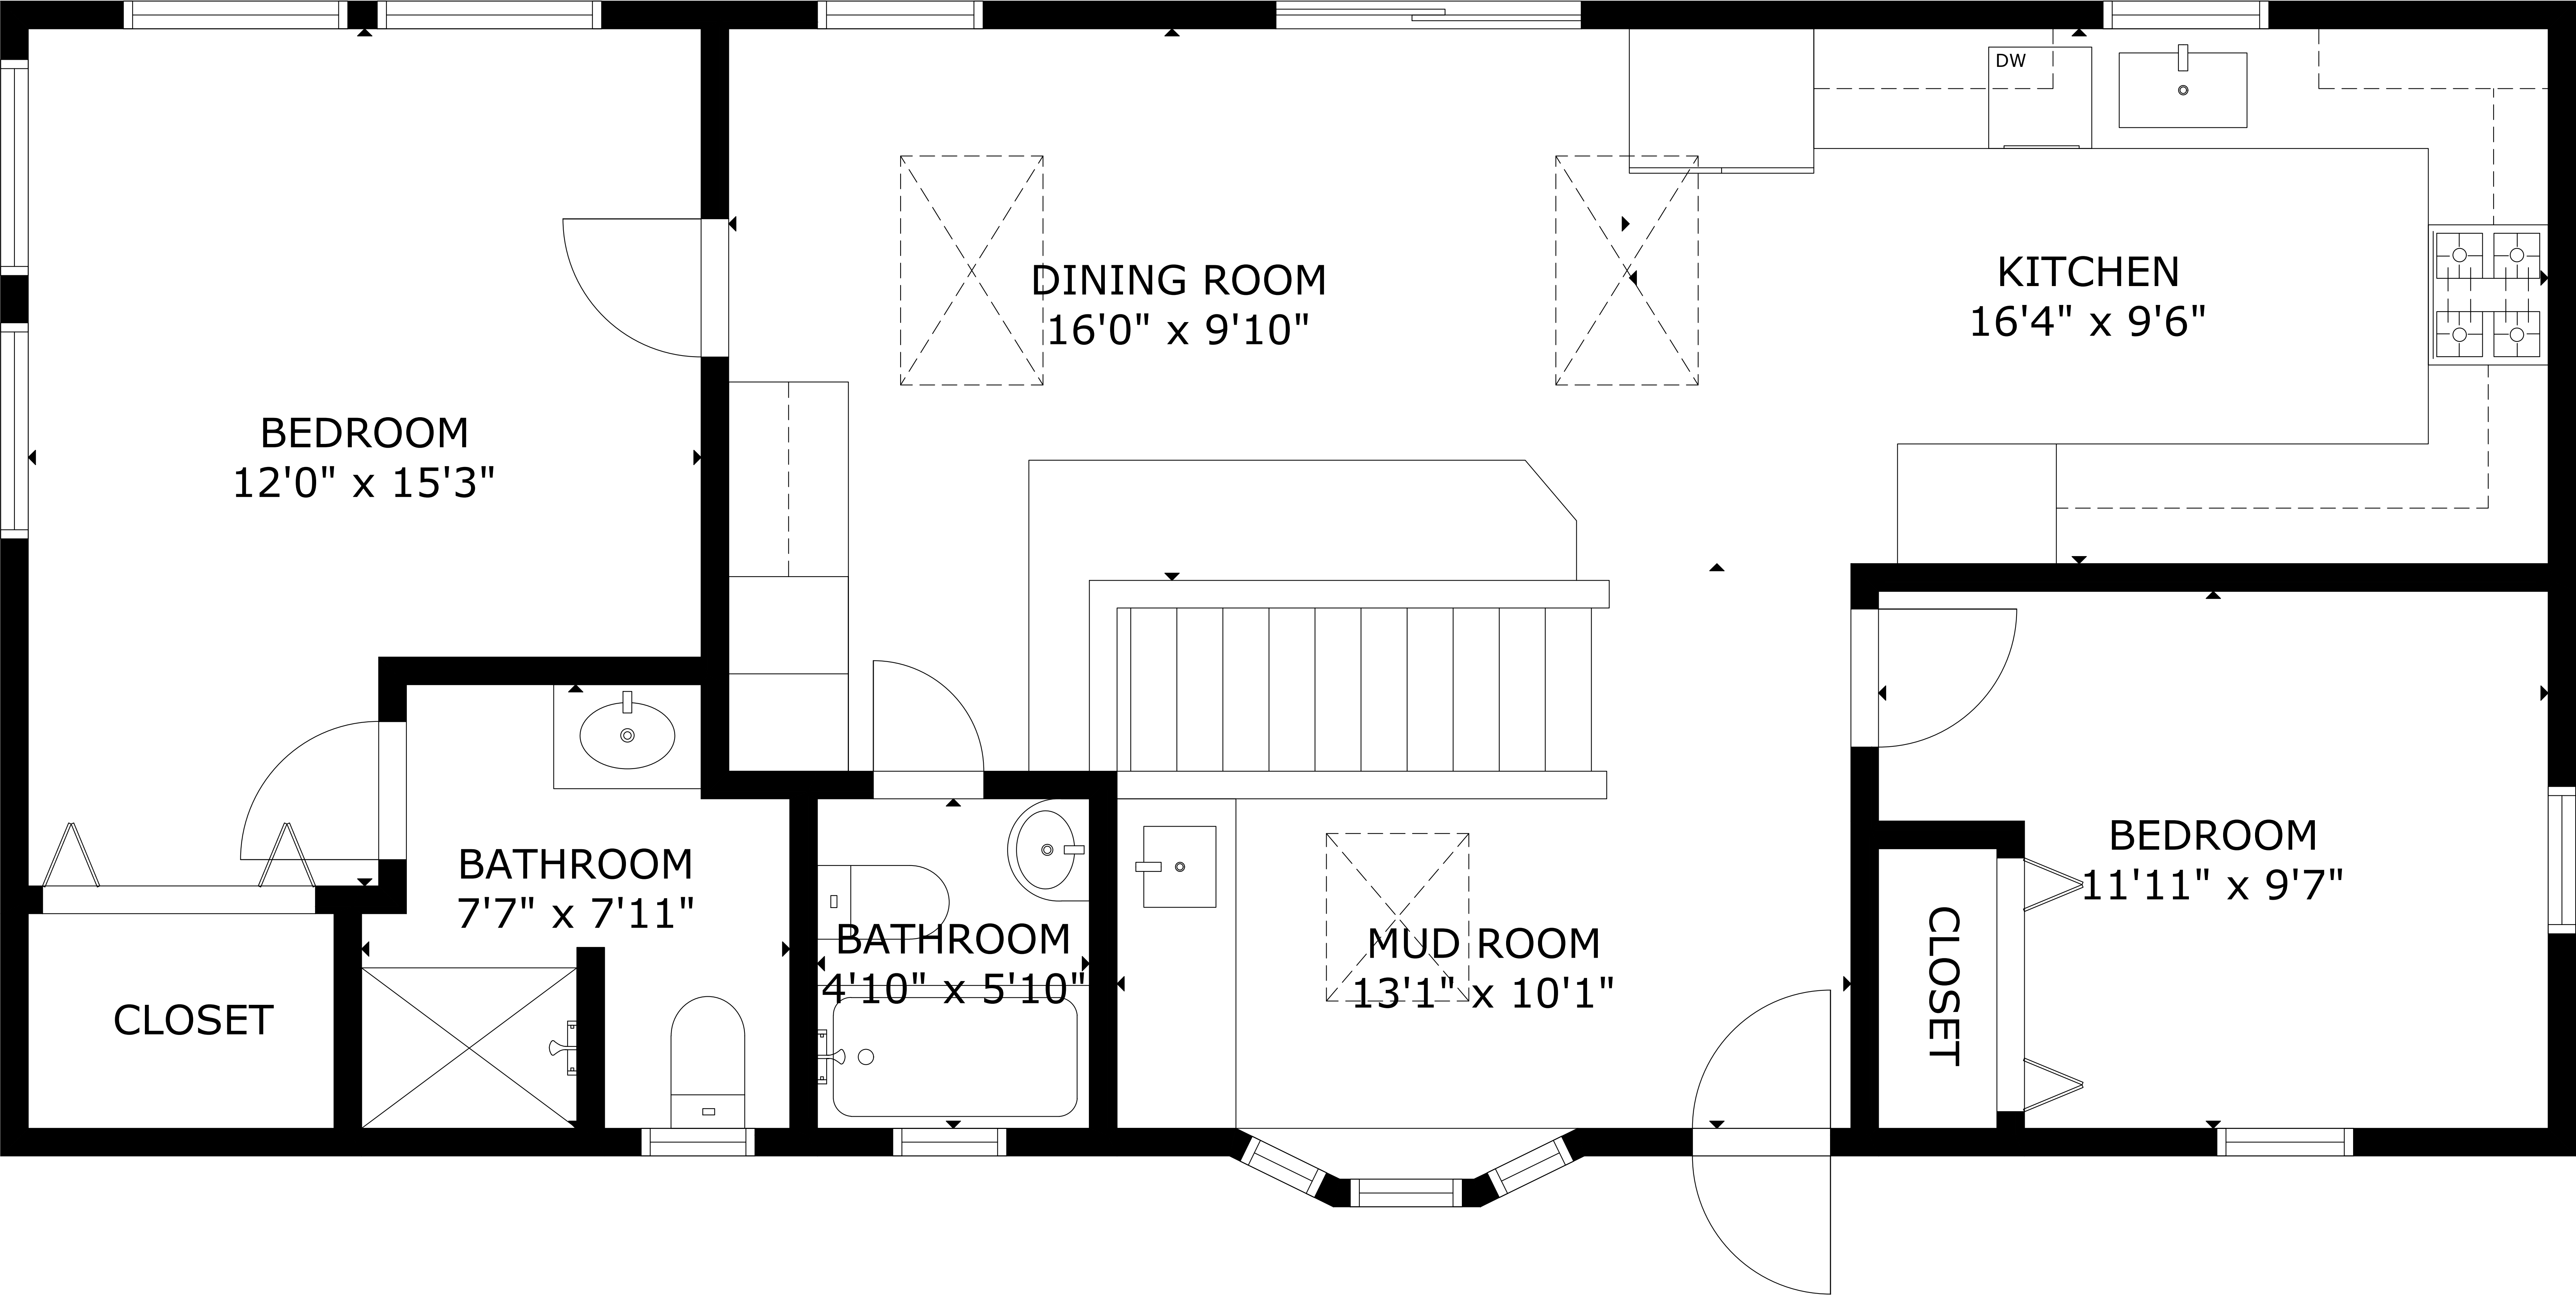 DW
DINING ROOM
16'0" x 9'10"
KITCHEN
16'4" x 9'6"
BEDROOM
12'0" x 15'3"
BEDROOM
11'11" x 9'7"
BATHROOM
7'7" x 7'11"
BATHROOM
4'10" x 5'10"
MUD ROOM
13'1" x 10'1"
CLOSET
CLOSET